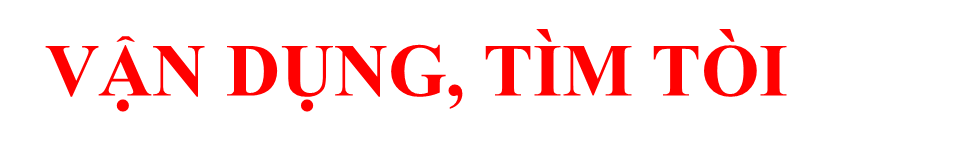 VẬN DỤNG, TÌM TÒI